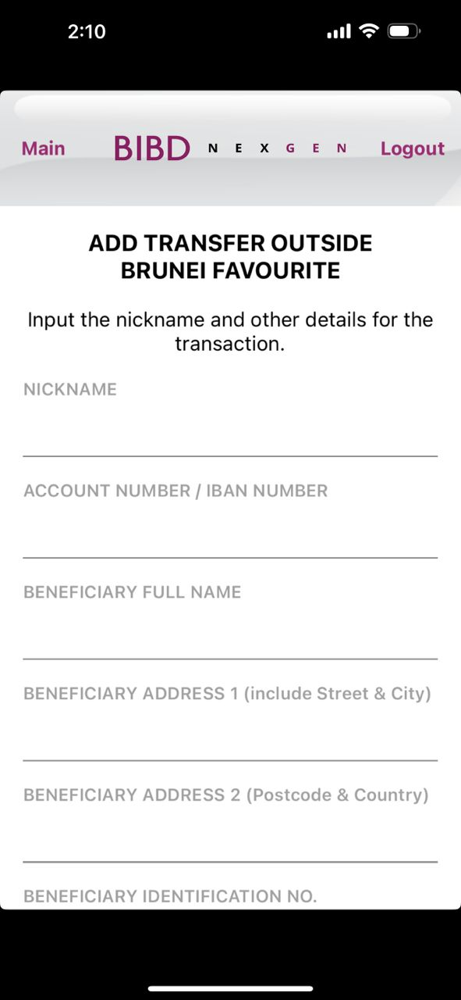 2:10
Main BIBD NEXGEN Logout
ADD TRANSFER OUTSIDE
BRUNEI FAVOURITE
Input the nickname and other details for the
transaction.
NICKNAME
ACCOUNT NUMBER / IBAN NUMBER
BENEFICIARY FULL NAME
BENEFICIARY ADDRESS 1 (include Street & City)
BENEFICIARY ADDRESS 2 (Postcode & Country)
BENEFICIARY IDENTIFICATION NO.